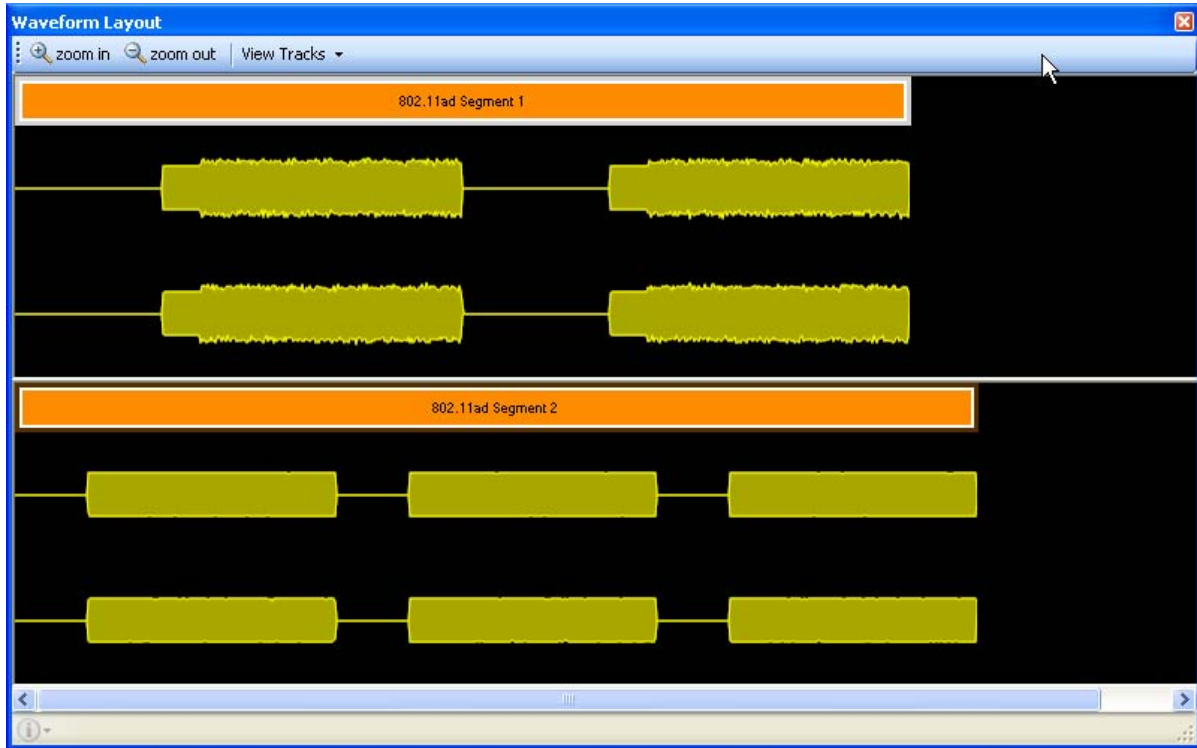 Waveform Layout
zoom in zoom out View Tracks
802.11ad Segment 1
802.11ad Segment 2